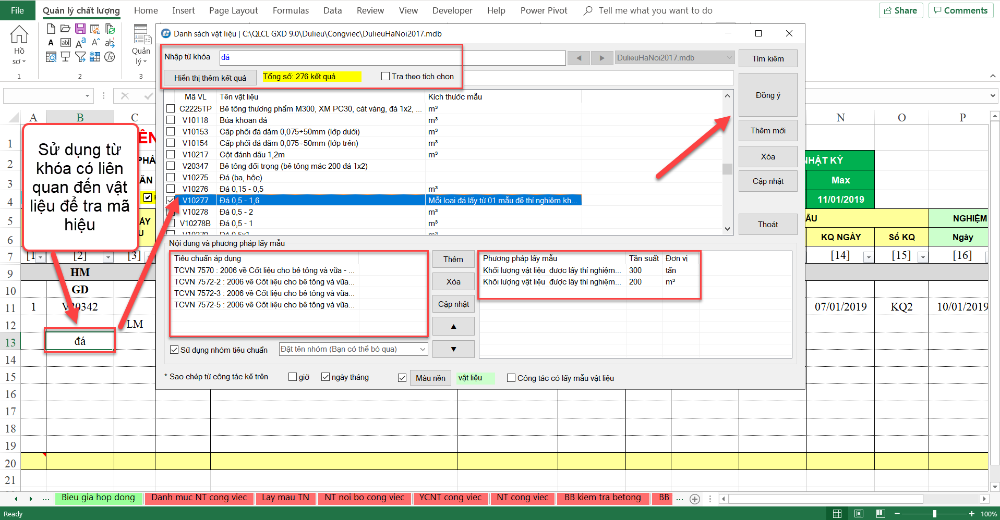 File
Quản lý chất lượng
Home
Insert
Page Layout
Formulas
Data
Review
View
Developer
Help
Power Pivot
Tell me what you want to do
Share
Comments
Hồ
sơ
Quản
lý
1
2
3
Danh sách vật liệu | C:\QLCL GXD 9.0\Dulieu\Congviec\DulieuHaNoi2017.mdb
Nhập từ khóa
đá
DulieuHaNoi2017.mdb
Tìm kiếm
Hiển thị thêm kết quả
Tổng số: 276 kết quả
Tra theo tích chọn
Đồng ý
Thêm mới
Xóa
Cập nhật
Thoát
Mã VL Tên vật liệu Kích thước mẫu
C2225TP Bê tông thương phẩm M300, XM PC30, cát vàng, đá 1x2, ... m³
V10118 Búa khoan đá m³
V10153 Cấp phối đá dăm 0,075÷50mm (lớp dưới) m³
V10154 Cấp phối đá dăm 0,075÷50mm (lớp trên) m³
V10217 Cột đánh dấu 1,2m m³
V20347 Bê tông đối trọng (bê tông mác 200 đá 1x2)
V10275 Đá (ba, hộc)
V10276 Đá 0,15 - 0,5 m³
V10277 Đá 0,5 - 1,6 Mỗi loại đá lấy từ 01 mẫu để thí nghiệm kh...
V10278 Đá 0,5 - 2 m³
V10278B Đá 0,5 - 1 m³
V10279 Đá 0,5x1
Nội dung và phương pháp lấy mẫu
Tiêu chuẩn áp dụng
TCVN 7570 : 2006 về Cốt liệu cho bê tông và vữa - ...
TCVN 7572-2 : 2006 về Cốt liệu cho bê tông và vữa...
TCVN 7572-3 : 2006 về Cốt liệu cho bê tông và vữa...
TCVN 7572-5 : 2006 về Cốt liệu cho bê tông và vữa...
Thêm
Xóa
Cập nhật
Phương pháp lấy mẫu Tần suất Đơn vị
Khối lượng vật liệu được lấy thí nghiệm... 300 tấn
Khối lượng vật liệu được lấy thí nghiệm... 200 m³
Sử dụng nhóm tiêu chuẩn
Đặt tên nhóm (Bạn có thể bỏ qua)
* Sao chép từ công tác kế trên
giờ
ngày tháng
Màu nền
vật liệu
Công tác có lấy mẫu vật liệu
Sử dụng từ
khóa có liên
quan đến vật
liệu để tra mã
hiệu
A B C N O P
1
ÊN
2
PHÂ
NHẬT KÝ
3
ĂN
Max
4
11/01/2019
5
ẤY
ẪU
NGHIỆM
6
U
KQ NGÀY Số KQ Ngày
7 [1 [2] [3] [14] [15] [16]
9 HM
10 GD
11 1 V20342 07/01/2019 KQ2 10/01/2019
12 LM
13 đá
14
15
16
17
18
19
20
21
... Bieu gia hop dong Danh muc NT cong viec Lay mau TN NT noi bo cong viec YCNT cong viec NT cong viec BB kiem tra betong BB ...
Ready
100%